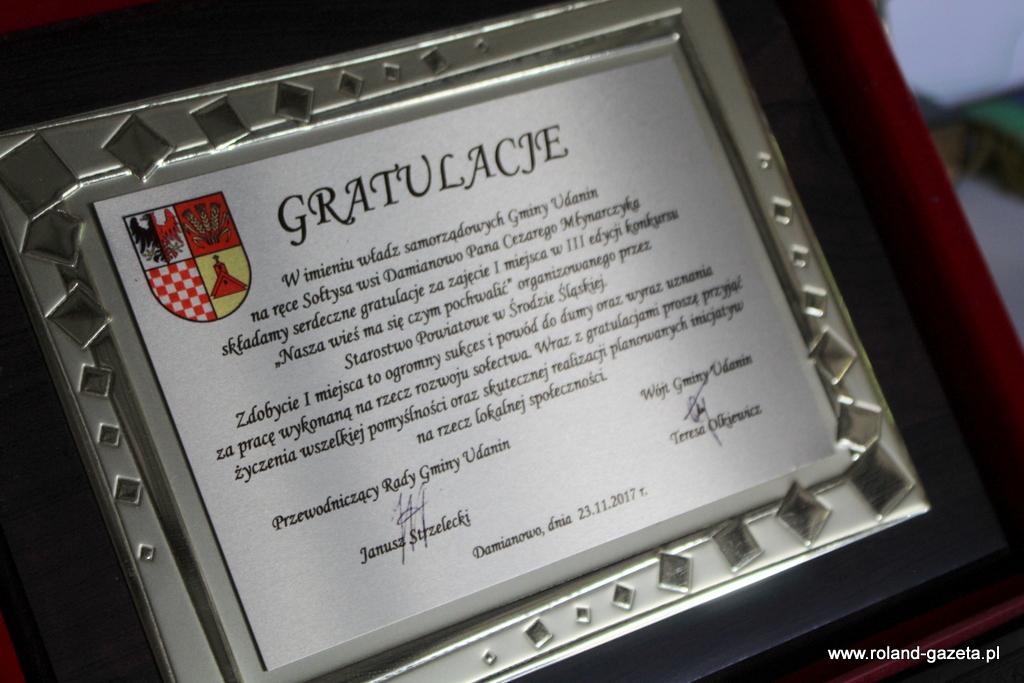 GRATULACJE
W imieniu władz samorządowych Gminy Udanin
na ręce Sołtysa wsi Damianowo Pana Cezarego Młynarczyka
składamy serdeczne gratulacje za zajęcie I miejsca w III edycji konkursu
„Nasza wieś ma się czym pochwalić” organizowanego przez
Starostwo Powiatowe w Środzie Śląskiej.
Zdobycie I miejsca to ogromny sukces i powód do dumy oraz wyraz uznania
za pracę wykonaną na rzecz rozwoju sołectwa. Wraz z gratulacjami proszę przyjąć
życzenia wszelkiej pomyślności oraz skutecznej realizacji planowanych inicjatyw
na rzecz lokalnej społeczności.
Przewodniczący Rady Gminy Udanin
Janusz Strzelecki
Wójt Gminy Udanin
Teresa Olkiewicz
Damianowo, dnia 23.11.2017 r.
www.roland-gazeta.pl